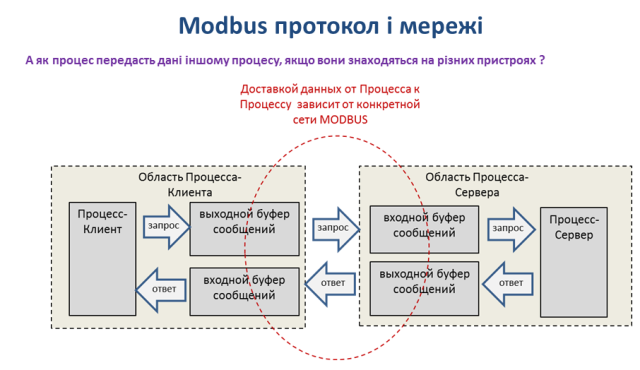 Modbus протокол і мережі
А як процес передасть дані іншому процесу, якщо вони знаходяться на різних пристроях ?
Доставкой данных от Процесса к
Процессу зависит от конкретной
сети MODBUS
Область Процесса-
Клиента
Область Процесса-
Сервера
Процесс-
Клиент
запрос
выходной буфер
сообщений
запрос
входной буфер
сообщений
запрос
Процесс-
Сервер
ответ
входной буфер
сообщений
ответ
выходной буфер
сообщений
ответ